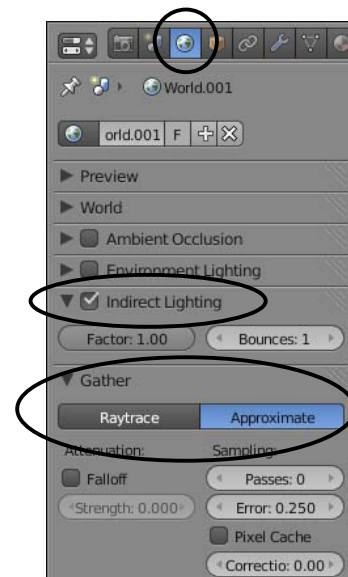 World.001
orld.001 F
Preview
World
Ambient Occlusion
Environment Lighting
Indirect Lighting
Factor: 1.00 Bounces: 1
Gather
Raytrace Approximate
Attenuation: Sampling:
Falloff Passes: 0
Strength: 0.000 Error: 0.250
Pixel Cache
Correctio: 0.00